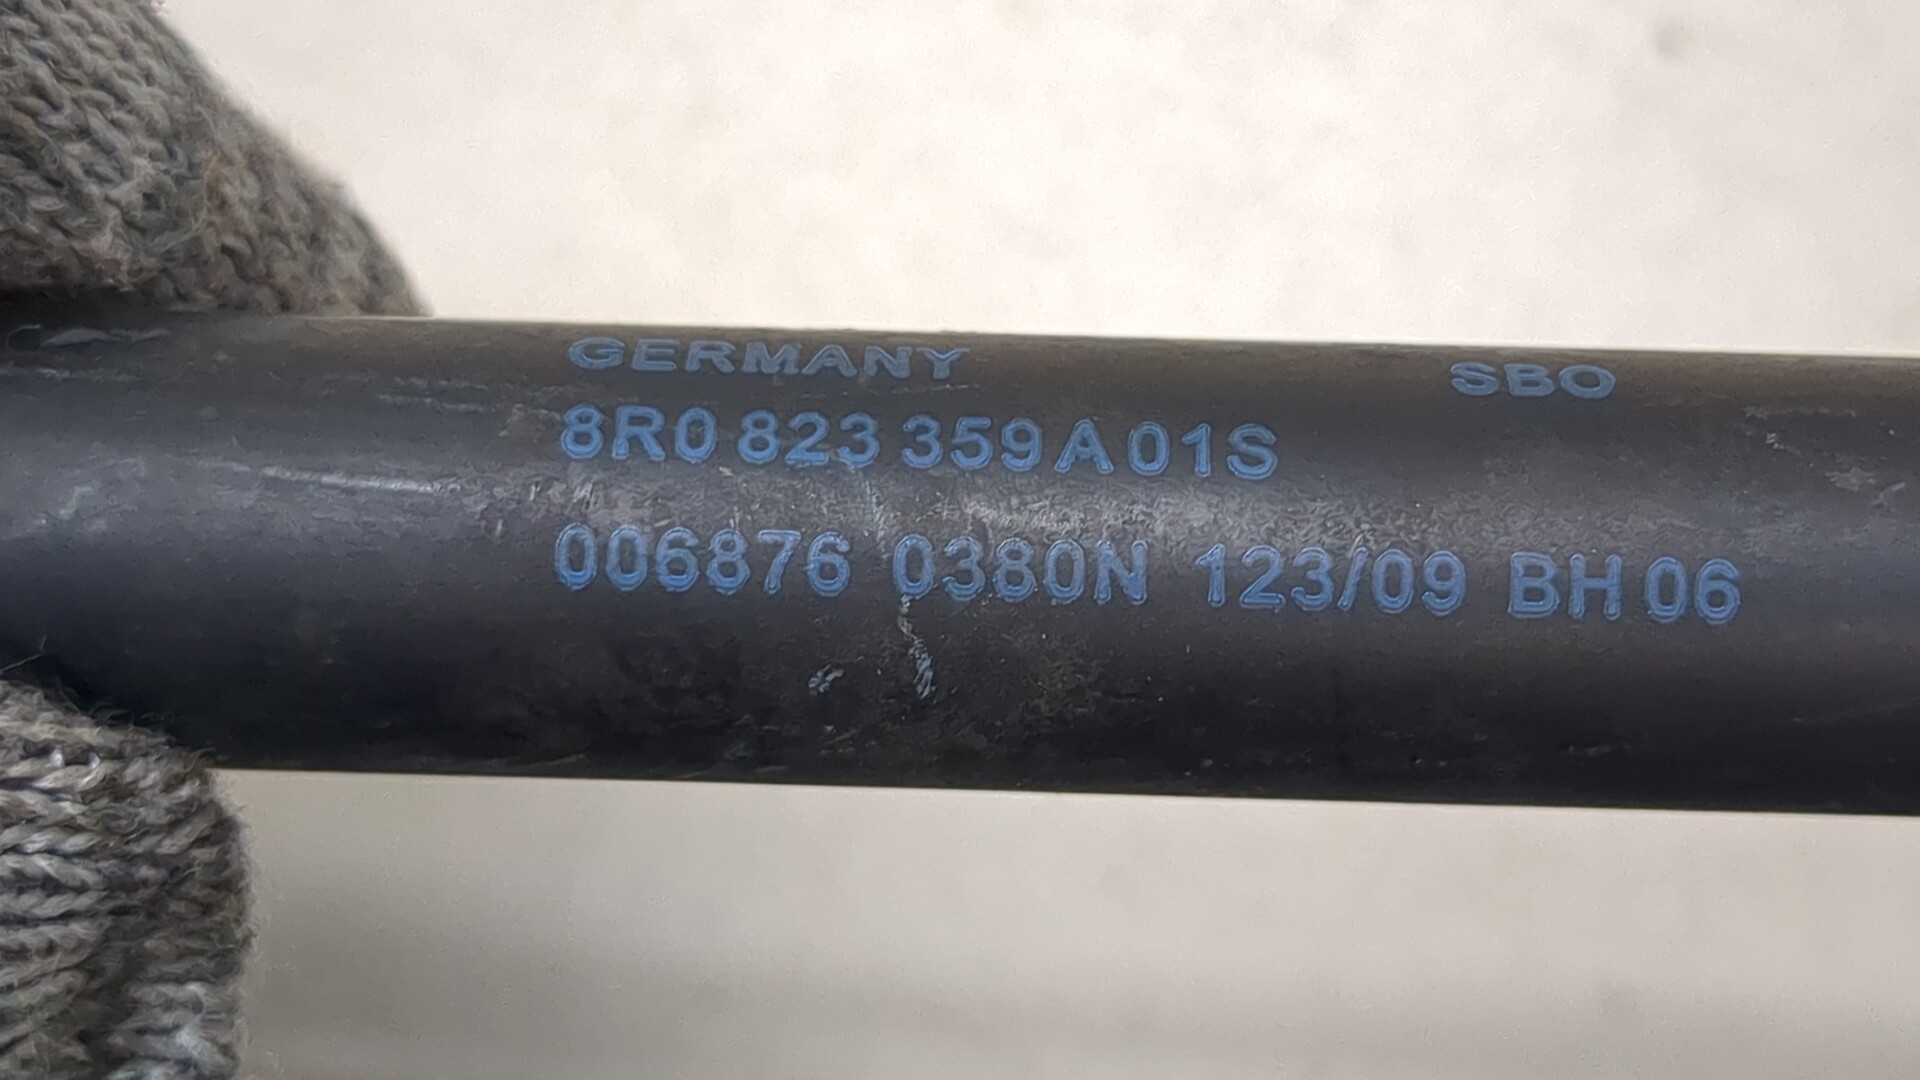 GERMANY SBO
8R0 823 359 A 01S
006876 0380N 123/09 BH 06